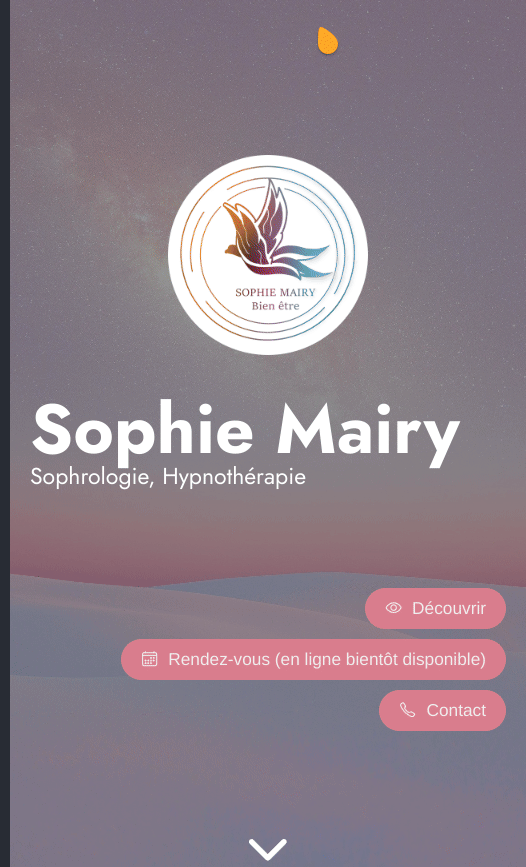 SOPHIE MAIRY
Bien être
Sophie Mairy
Sophrologie, Hypnothérapie
Découvrir
Rendez-vous (en ligne bientôt disponible)
Contact